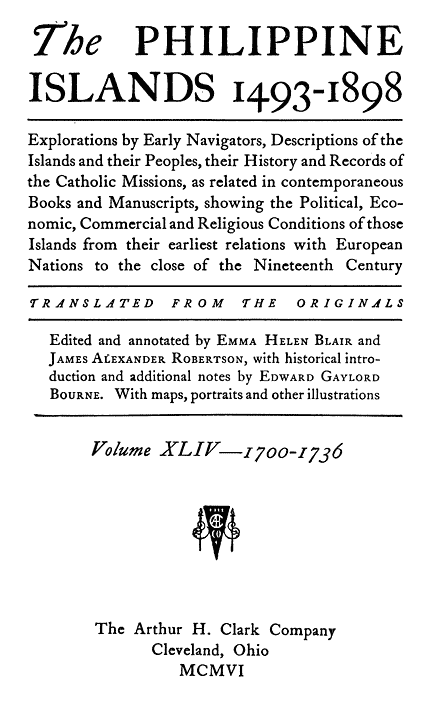 The PHILIPPINE
ISLANDS 1493-1898
Explorations by Early Navigators, Descriptions of the
Islands and their Peoples, their History and Records of
the Catholic Missions, as related in contemporaneous
Books and Manuscripts, showing the Political, Eco-
nomic, Commercial and Religious Conditions of those
Islands from their earliest relations with European
Nations to the close of the Nineteenth Century
TRANSLATED FROM THE ORIGINALS
Edited and annotated by EMMA HELEN BLAIR and
JAMES ALEXANDER ROBERTSON, with historical intro-
duction and additional notes by EDWARD GAYLORD
BOURNE. With maps, portraits and other illustrations
Volume XLIV—1700-1736
The Arthur H. Clark Company
Cleveland, Ohio
MCMVI